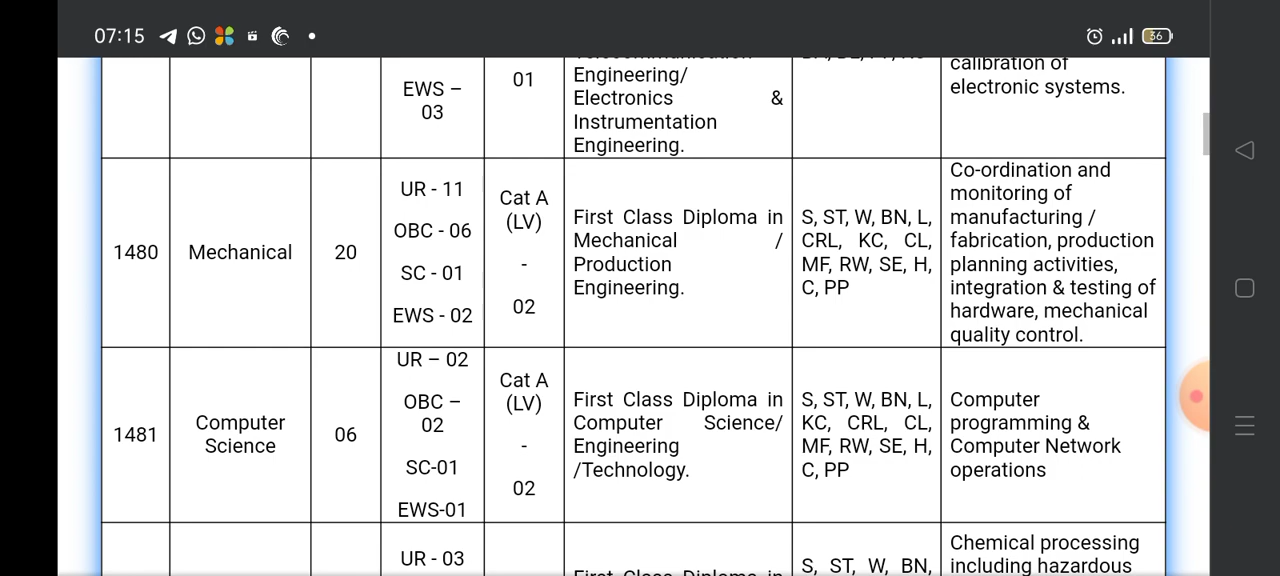 07:15
36
EWS –
03
01
Engineering/
Electronics &
Instrumentation
Engineering.
calibration of
electronic systems.
1480
Mechanical
20
UR - 11
OBC - 06
SC - 01
EWS - 02
Cat A
(LV)
-
02
First Class Diploma in
Mechanical /
Production
Engineering.
S, ST, W, BN, L,
CRL, KC, CL,
MF, RW, SE, H,
C, PP
Co-ordination and
monitoring of
manufacturing /
fabrication, production
planning activities,
integration & testing of
hardware, mechanical
quality control.
1481
Computer
Science
06
UR – 02
OBC –
02
SC-01
EWS-01
Cat A
(LV)
-
02
First Class Diploma in
Computer Science/
Engineering
/Technology.
S, ST, W, BN, L,
KC, CRL, CL,
MF, RW, SE, H,
C, PP
Computer
programming &
Computer Network
operations
UR - 03
First Class Diploma in
S, ST, W, BN,
Chemical processing
including hazardous